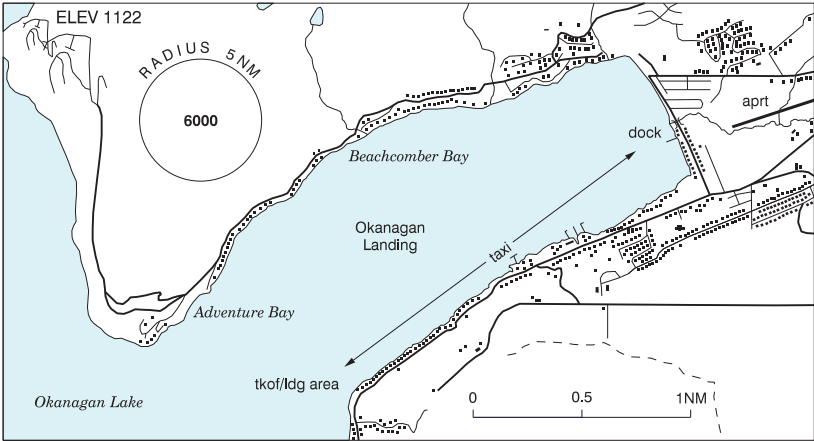 ELEV 1122
RADIUS 5NM
6000
aprt
dock
Beachcomber Bay
Okanagan
Landing
taxi
Adventure Bay
tkof/ldg area
Okanagan Lake
0 0.5 1NM